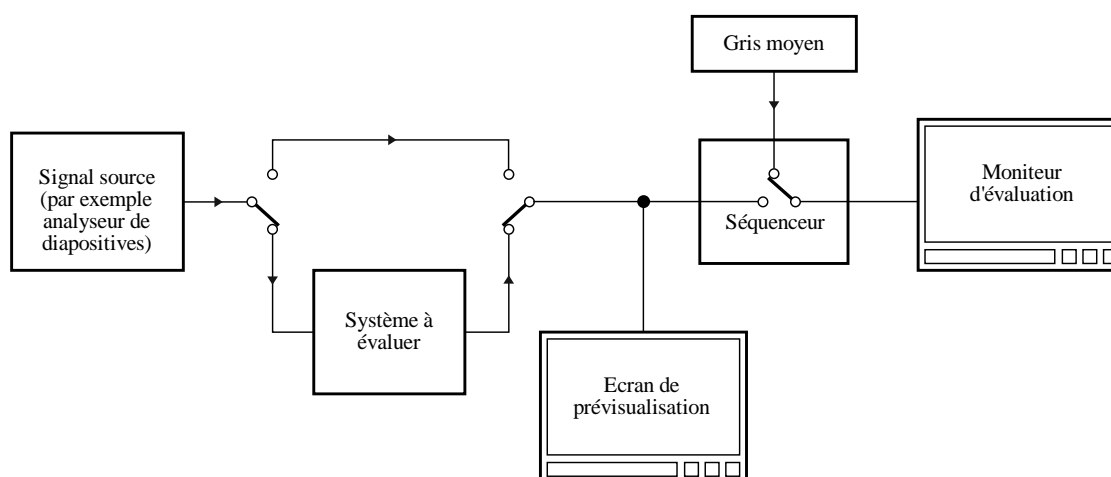 Gris moyen
Signal source
(par exemple
analyseur de
diapositives)
Moniteur
d'évaluation
Séquenceur
Système à
évaluer
Ecran de
prévisualisation